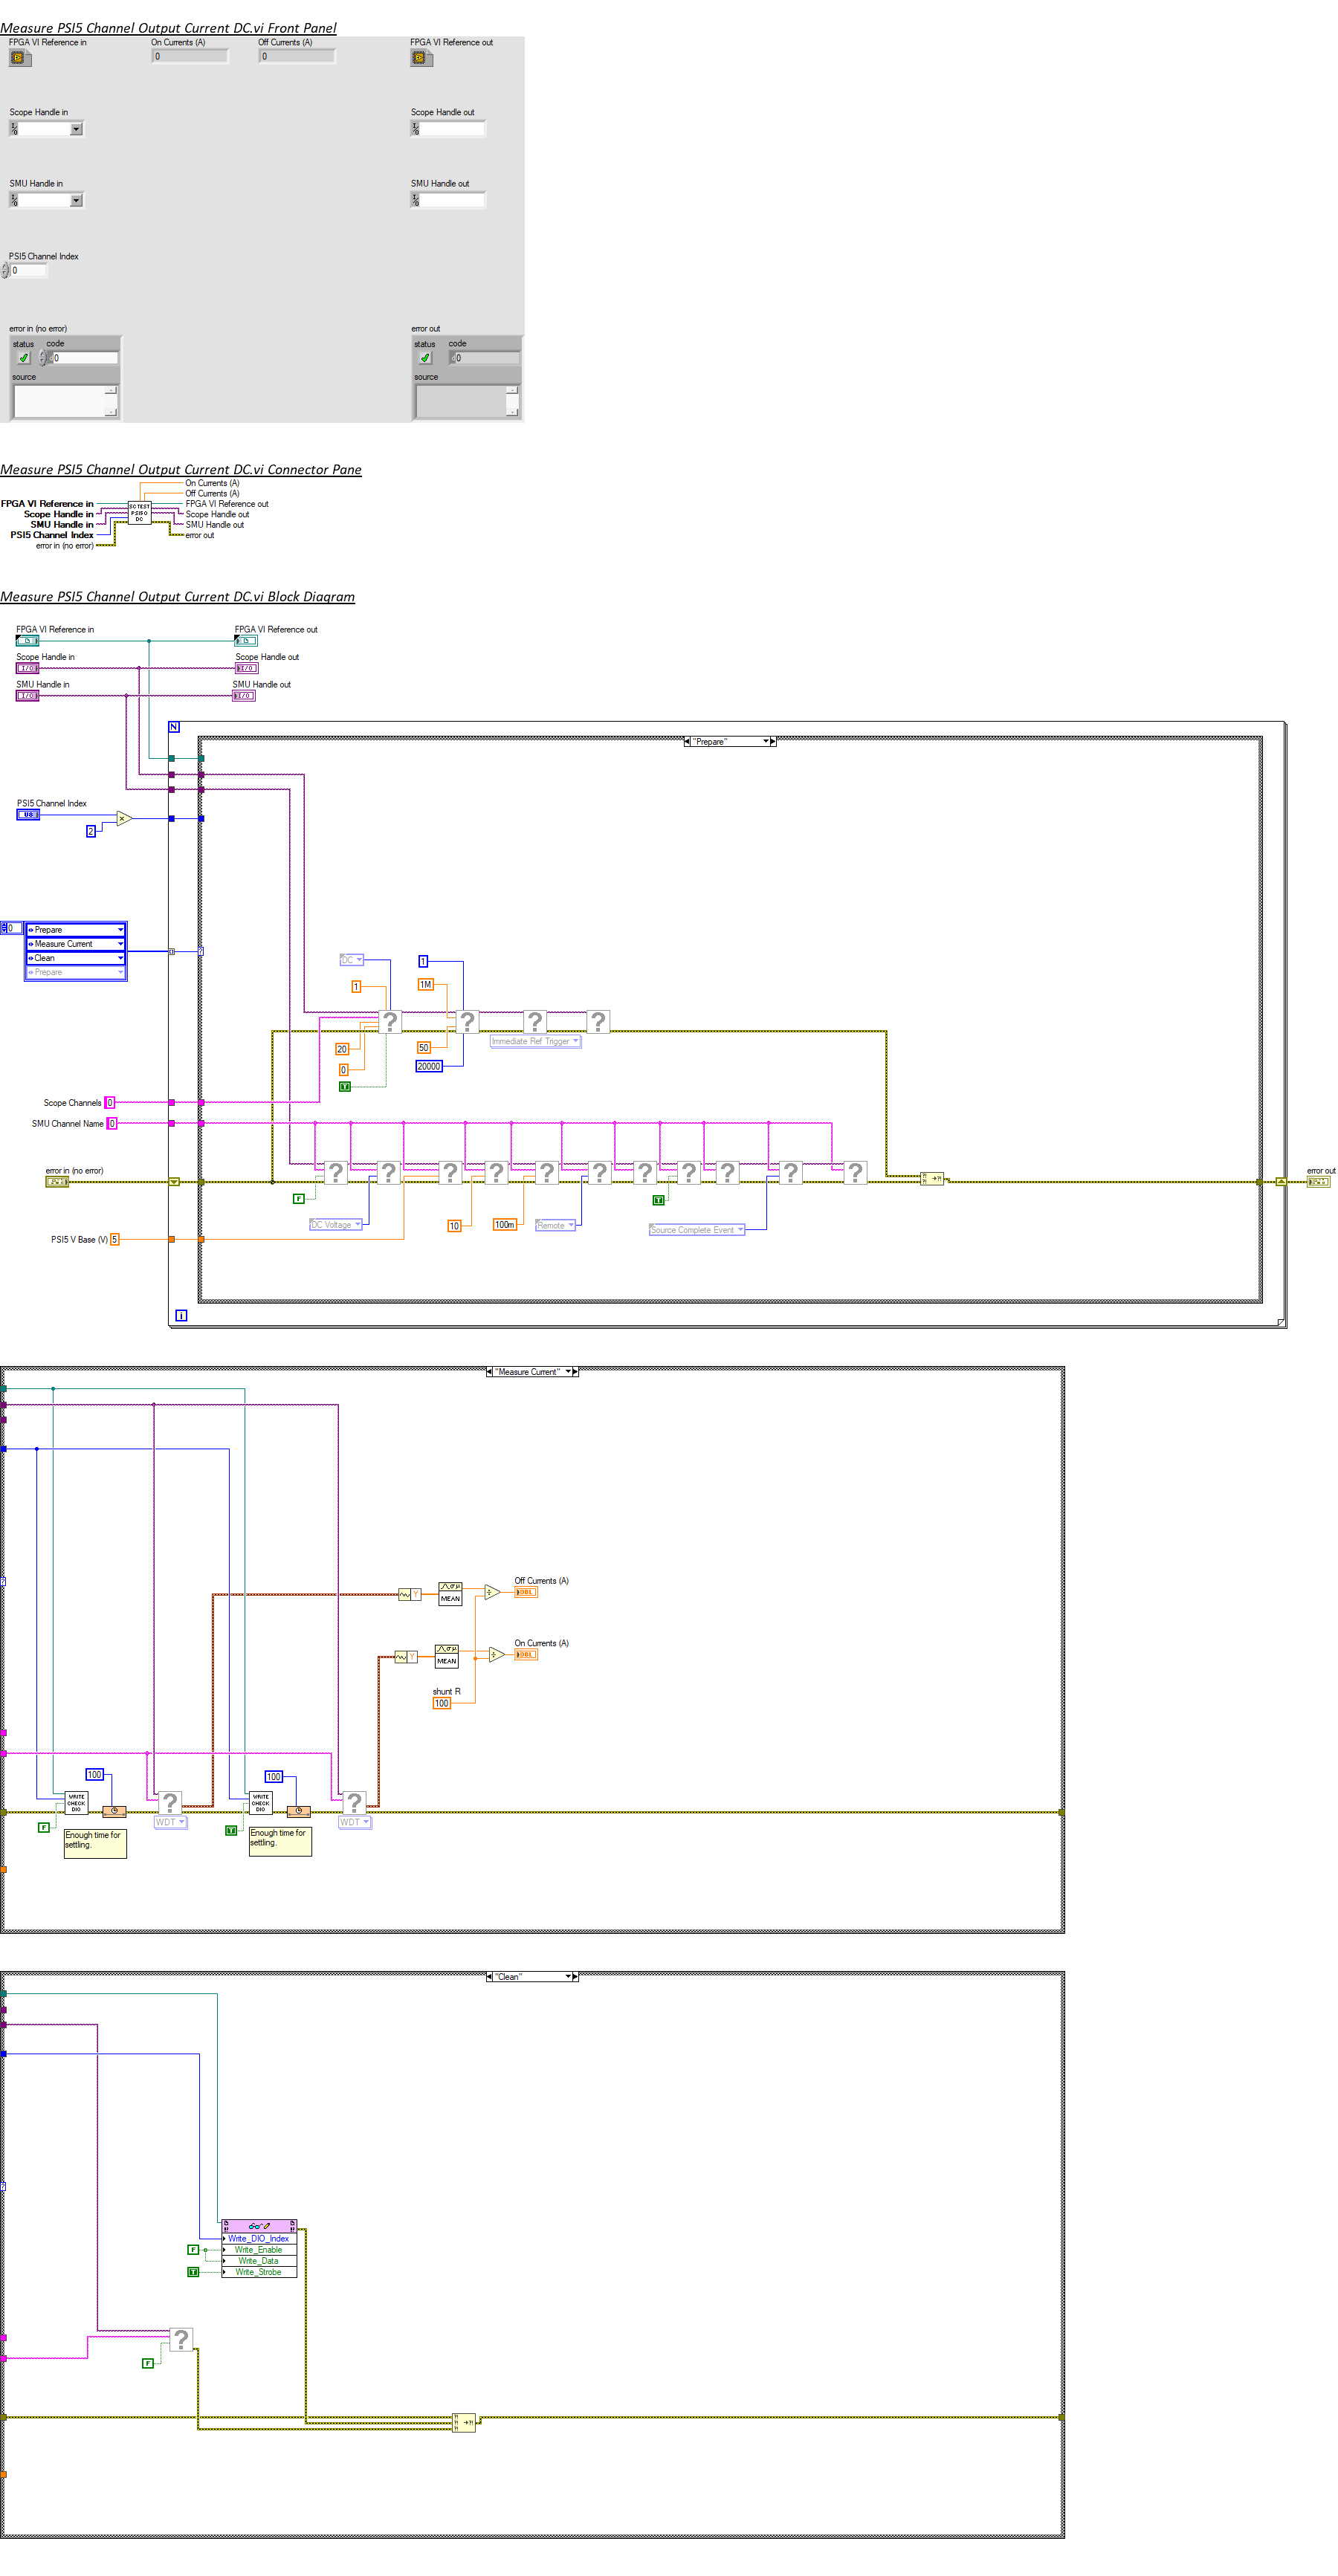 Measure PSI5 Channel Output Current DC.vi Front Panel
FPGA VI Reference in
On Currents (A)
Off Currents (A)
FPGA VI Reference out
0
0
Scope Handle in
Scope Handle out
I/O
I/O
SMU Handle in
SMU Handle out
I/O
I/O
PSI5 Channel Index
0
error in (no error)
error out
status code
status code
0
0
source
source
Measure PSI5 Channel Output Current DC.vi Connector Pane
On Currents (A)
Off Currents (A)
FPGA VI Reference in
FPGA VI Reference out
Scope Handle in
Scope Handle out
SMU Handle in
SMU Handle out
PSI5 Channel Index
error out
error in (no error)
SC TEST
PSI5O
DC
Measure PSI5 Channel Output Current DC.vi Block Diagram
FPGA VI Reference in
FPGA VI Reference out
Scope Handle in
Scope Handle out
I/O
I/O
SMU Handle in
SMU Handle out
I/O
I/O
N
"Prepare"
PSI5 Channel Index
U8
×
2
0
Prepare
Measure Current
Clean
Prepare
DC
1
1
1M
? ? ? ?
20
50
Immediate Ref Trigger
0
20000
T
Scope Channels 0
SMU Channel Name 0
error in (no error)
error out
? ? ? ? ? ? ? ? ? ? ?
F
T
DC Voltage
10
100m
Remote
Source Complete Event
PSI5 V Base (V) 5
i
"Measure Current"
Off Currents (A)
Y
MEAN
÷
DBL
On Currents (A)
Y
MEAN
÷
DBL
shunt R
100
100
100
WRITE
CHECK
DIO
?
WRITE
CHECK
DIO
?
WDT
WDT
F
T
Enough time for
settling.
Enough time for
settling.
"Clean"
Write_DIO_Index
F
Write_Enable
Write_Data
T
Write_Strobe
?
F